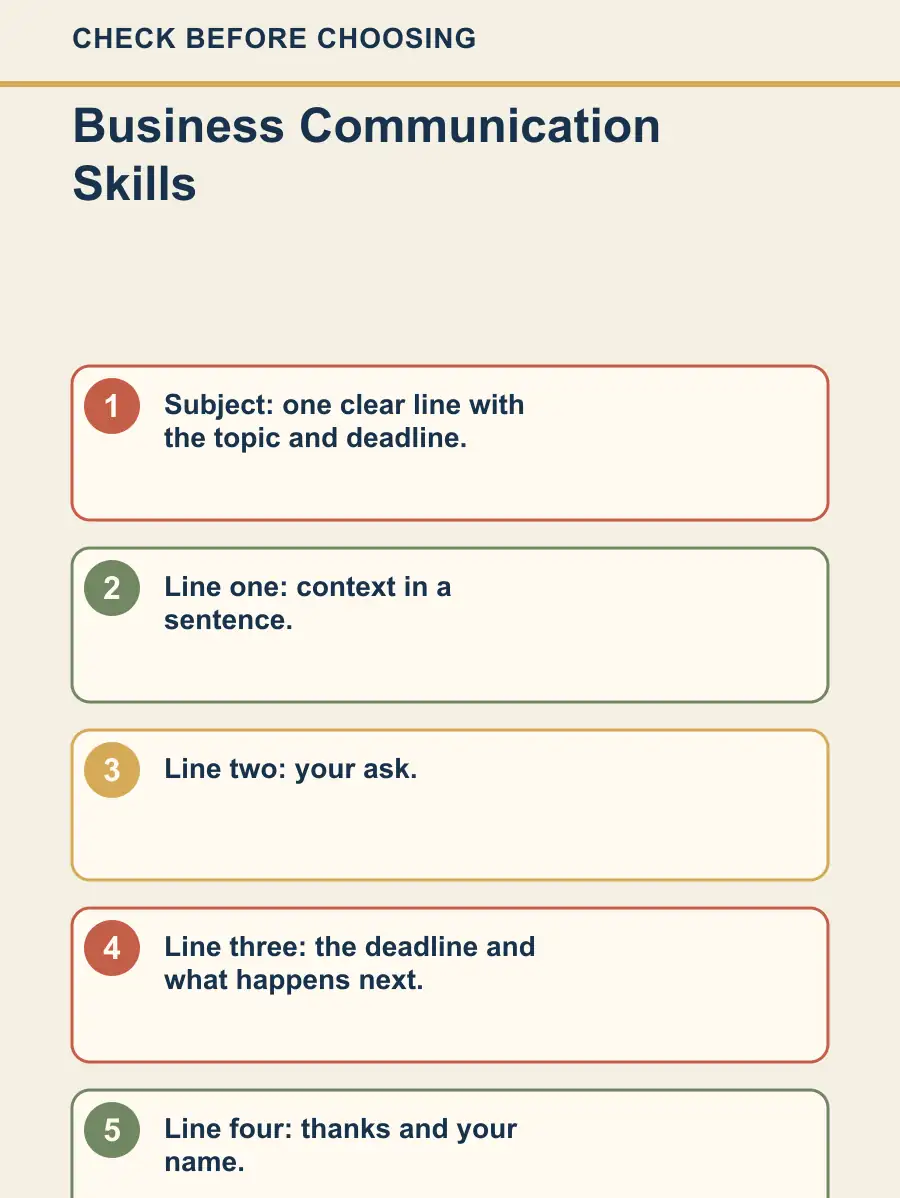 CHECK BEFORE CHOOSING
Business Communication
Skills
1
Subject: one clear line with
the topic and deadline.
2
Line one: context in a
sentence.
3
Line two: your ask.
4
Line three: the deadline and
what happens next.
5
Line four: thanks and your
name.